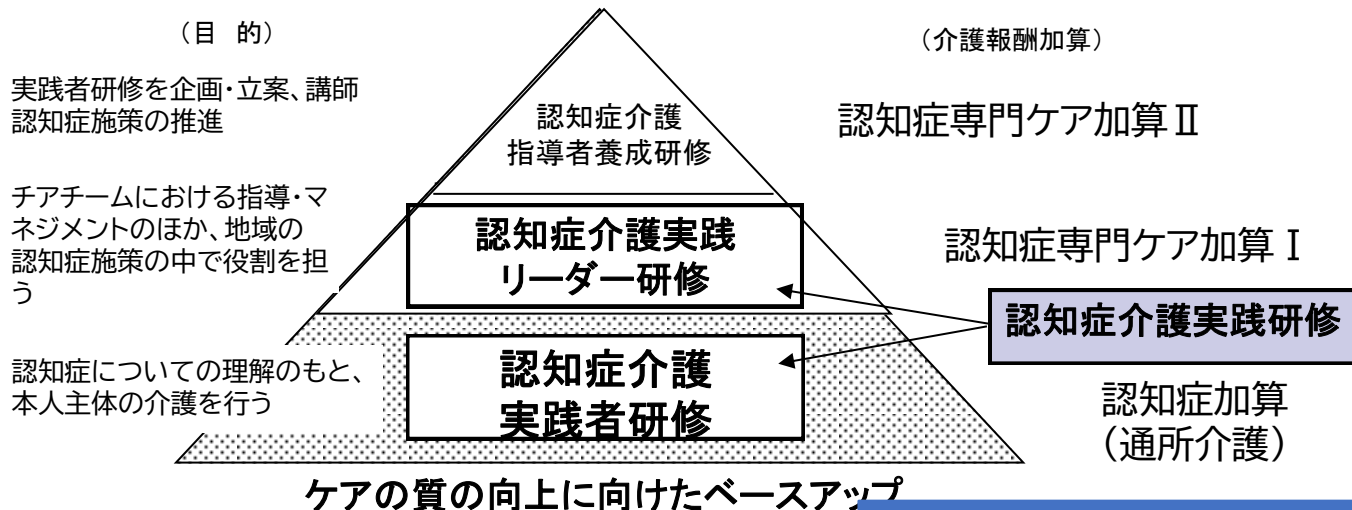 （目　的）
（介護報酬加算）
実践者研修を企画・立案、講師
認知症施策の推進
認知症介護
指導者養成研修
認知症専門ケア加算Ⅱ
チアチームにおける指導・マ
ネジメントのほか、地域の
認知症施策の中で役割を担
う
認知症介護実践
リーダー研修
認知症専門ケア加算Ⅰ
認知症介護実践研修
認知症についての理解のもと、
本人主体の介護を行う
認知症介護
実践者研修
認知症加算
（通所介護）
ケアの質の向上に向けたベースアップ